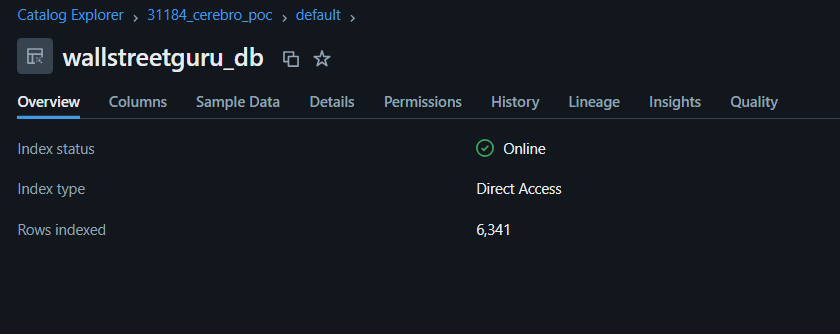 Catalog Explorer > 31184_cerebro_poc > default >
wallstreetguru_db
Overview Columns Sample Data Details Permissions History Lineage Insights Quality
Index status Online
Index type Direct Access
Rows indexed 6,341